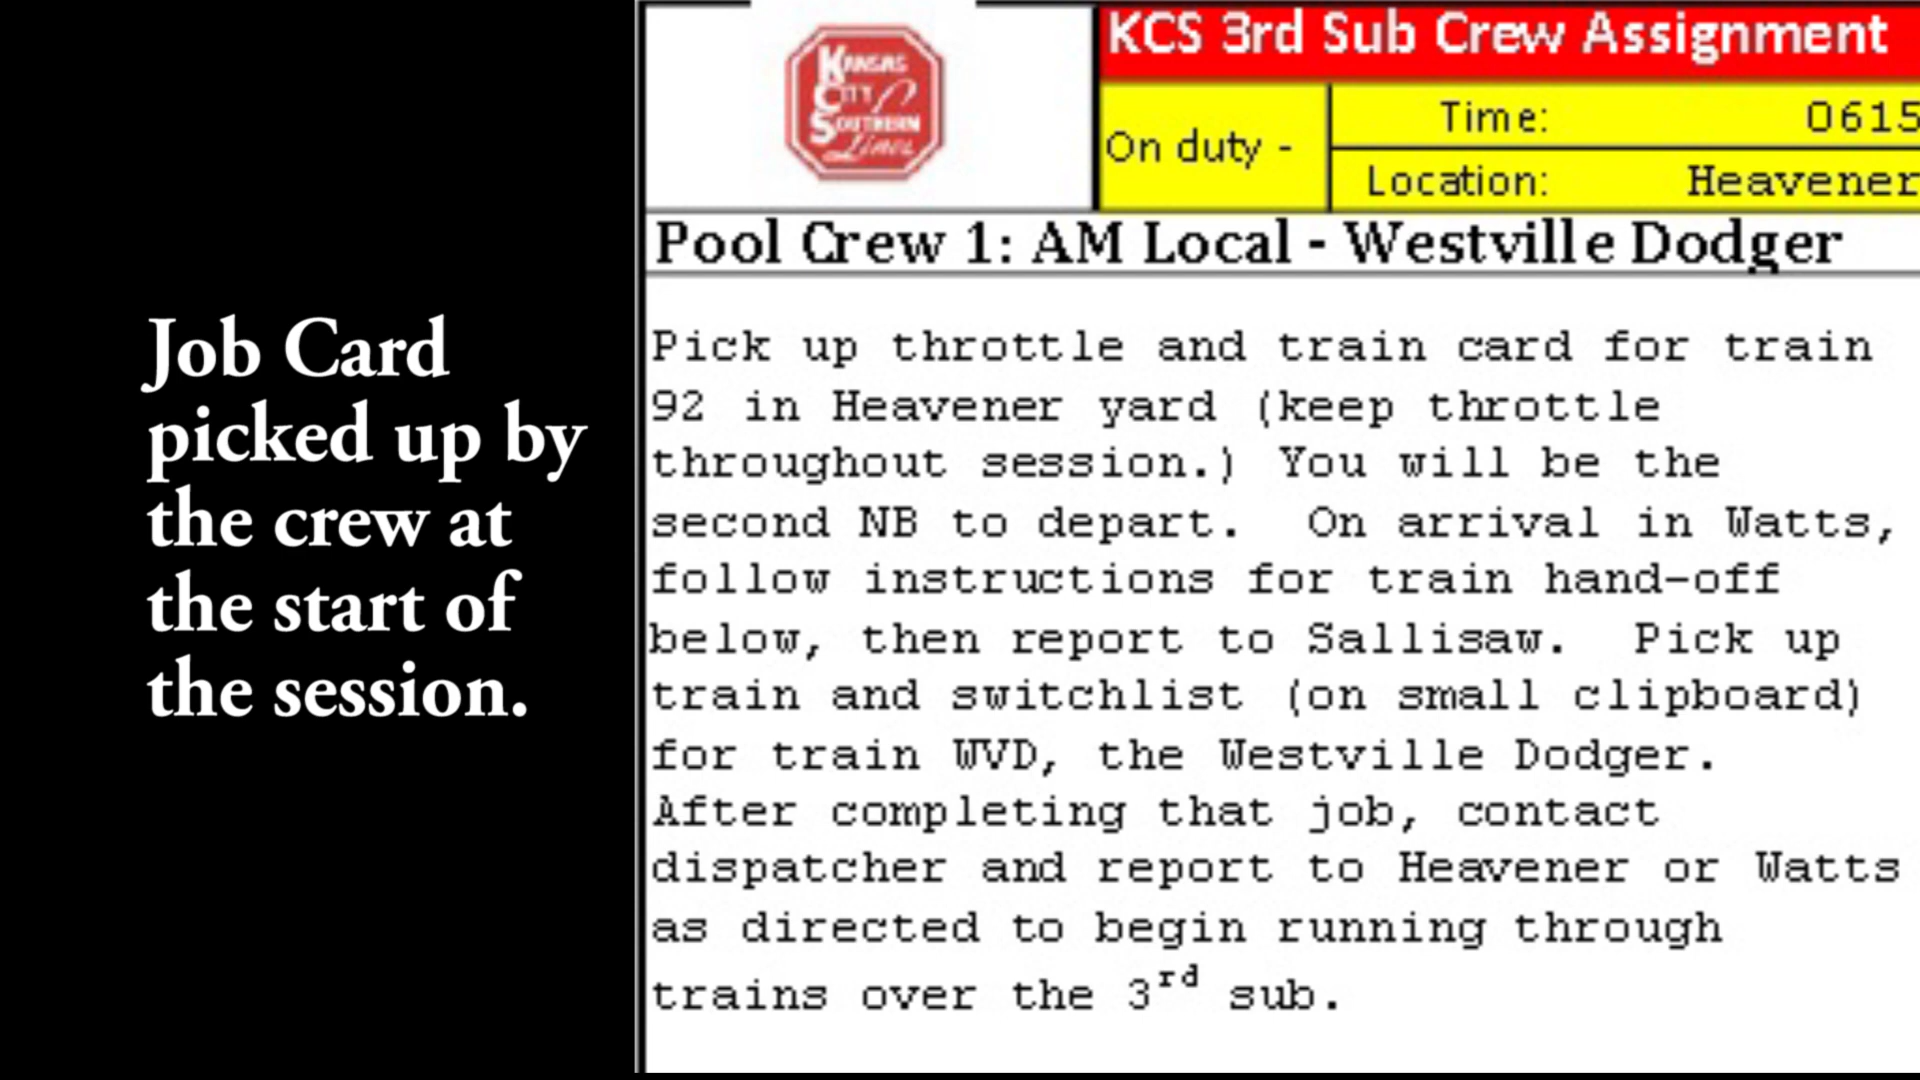 Job Card
picked up by
the crew at
the start of
the session.
KANSAS
CITY
SOUTHERN
Lines
KCS 3rd Sub Crew Assignment
On duty -
Time: 0615
Location: Heavener
Pool Crew 1: AM Local - Westville Dodger
Pick up throttle and train card for train
92 in Heavener yard (keep throttle
throughout session.) You will be the
second NB to depart. On arrival in Watts,
follow instructions for train hand-off
below, then report to Sallisaw. Pick up
train and switchlist (on small clipboard)
for train WVD, the Westville Dodger.
After completing that job, contact
dispatcher and report to Heavener or Watts
as directed to begin running through
trains over the 3rd sub.